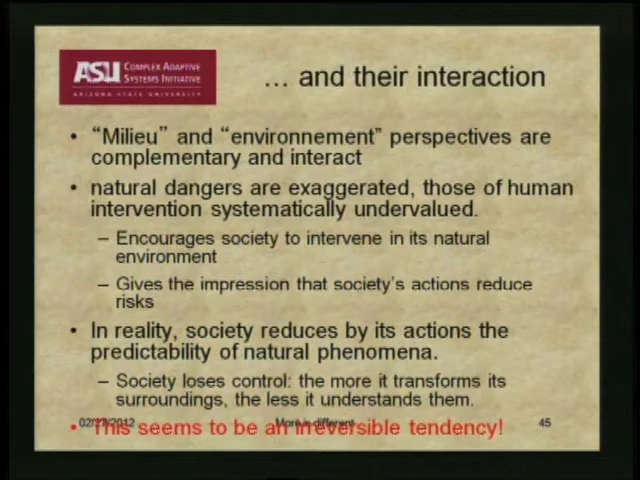 ASU COMPLEX ADAPTIVE
SYSTEMS INITIATIVE
ARIZONA STATE UNIVERSITY
… and their interaction
• "Milieu" and "environnement" perspectives are
complementary and interact
• natural dangers are exaggerated, those of human
intervention systematically undervalued.
– Encourages society to intervene in its natural
environment
– Gives the impression that society's actions reduce
risks
• In reality, society reduces by its actions the
predictability of natural phenomena.
– Society loses control: the more it transforms its
surroundings, the less it understands them.
• This seems to be an irreversible tendency!
More is different
45